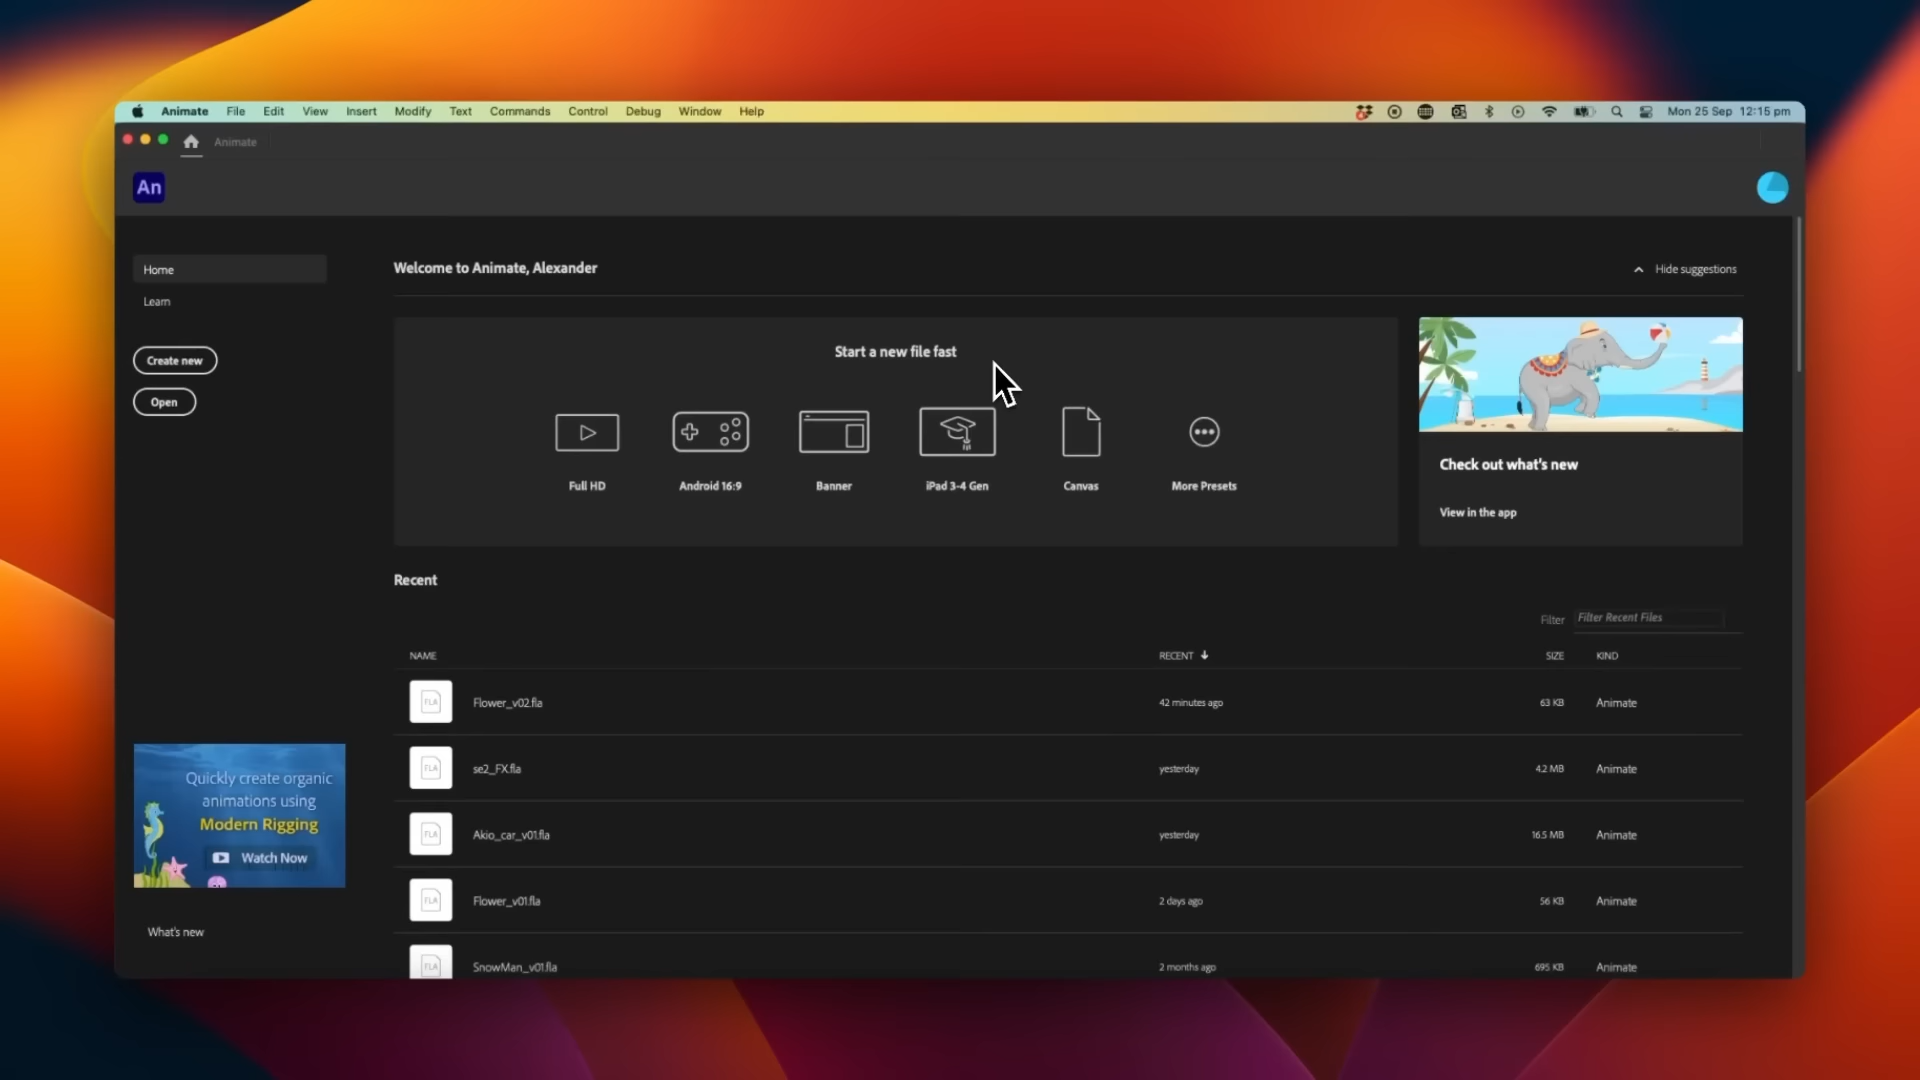 Animate File Edit View Insert Modify Text Commands Control Debug Window Help Mon 25 Sep 12:15 pm
Animate
An
Home
Learn
Create new
Open
Welcome to Animate, Alexander
Hide suggestions
Start a new file fast
Full HD Android 16:9 Banner iPad 3-4 Gen Canvas More Presets
Check out what's new
View in the app
Recent
Filter Filter Recent Files
NAME RECENT SIZE KIND
FLA Flower_v02.fla 42 minutes ago 63 KB Animate
FLA se2_FX.fla yesterday 4.2 MB Animate
FLA Akio_car_v01.fla yesterday 16.5 MB Animate
FLA Flower_v01.fla 2 days ago 56 KB Animate
FLA SnowMan_v01.fla 2 months ago 695 KB Animate
Quickly create organic
animations using
Modern Rigging
Watch Now
What's new